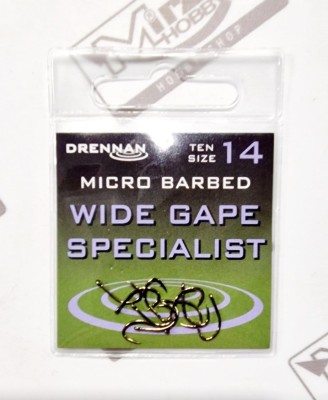 DRENNAN
TEN SIZE 14
MICRO BARBED
WIDE GAPE
SPECIALIST